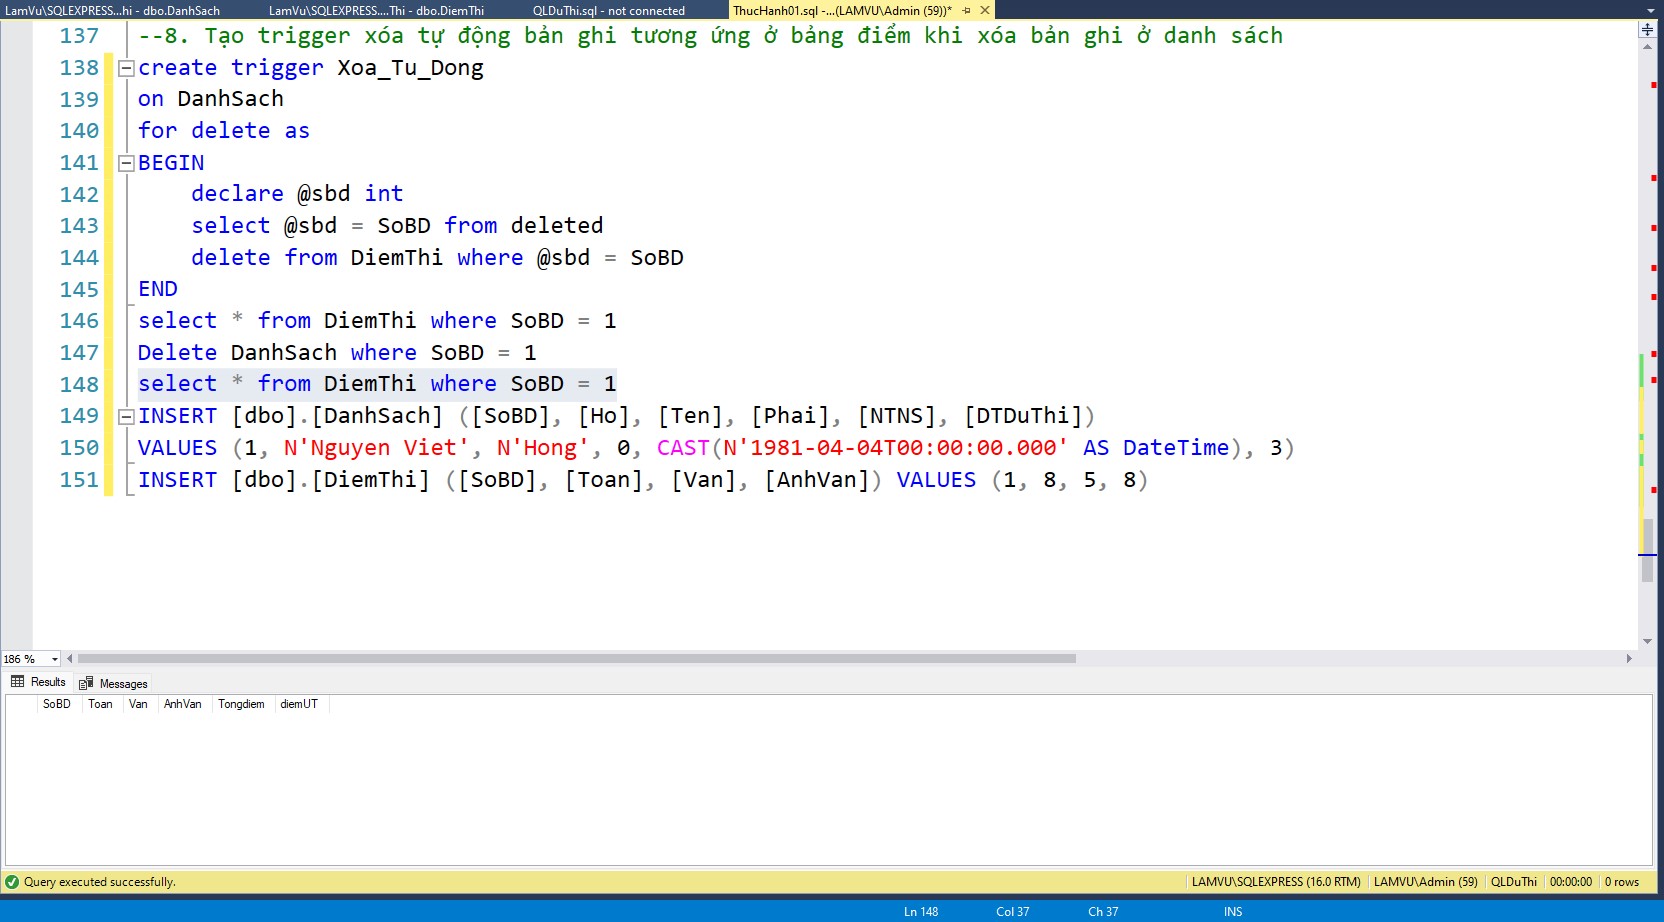 LamVu\SQLEXPRESS...hi - dbo.DanhSach
LamVu\SQLEXPRESS....Thi - dbo.DiemThi
QLDuThi.sql - not connected
ThucHanh01.sql -...(LAMVU\Admin (59))*
137 --8. Tạo trigger xóa tự động bản ghi tương ứng ở bảng điểm khi xóa bản ghi ở danh sách
138 create trigger Xoa_Tu_Dong
139 on DanhSach
140 for delete as
141 BEGIN
142 declare @sbd int
143 select @sbd = SoBD from deleted
144 delete from DiemThi where @sbd = SoBD
145 END
146 select * from DiemThi where SoBD = 1
147 Delete DanhSach where SoBD = 1
148 select * from DiemThi where SoBD = 1
149 INSERT [dbo].[DanhSach] ([SoBD], [Ho], [Ten], [Phai], [NTNS], [DTDuThi])
150 VALUES (1, N'Nguyen Viet', N'Hong', 0, CAST(N'1981-04-04T00:00:00.000' AS DateTime), 3)
151 INSERT [dbo].[DiemThi] ([SoBD], [Toan], [Van], [AnhVan]) VALUES (1, 8, 5, 8)
186 %
Results Messages
SoBD Toan Van AnhVan Tongdiem diemUT
Query executed successfully. LAMVU\SQLEXPRESS (16.0 RTM) LAMVU\Admin (59) QLDuThi 00:00:00 0 rows
Ln 148 Col 37 Ch 37 INS